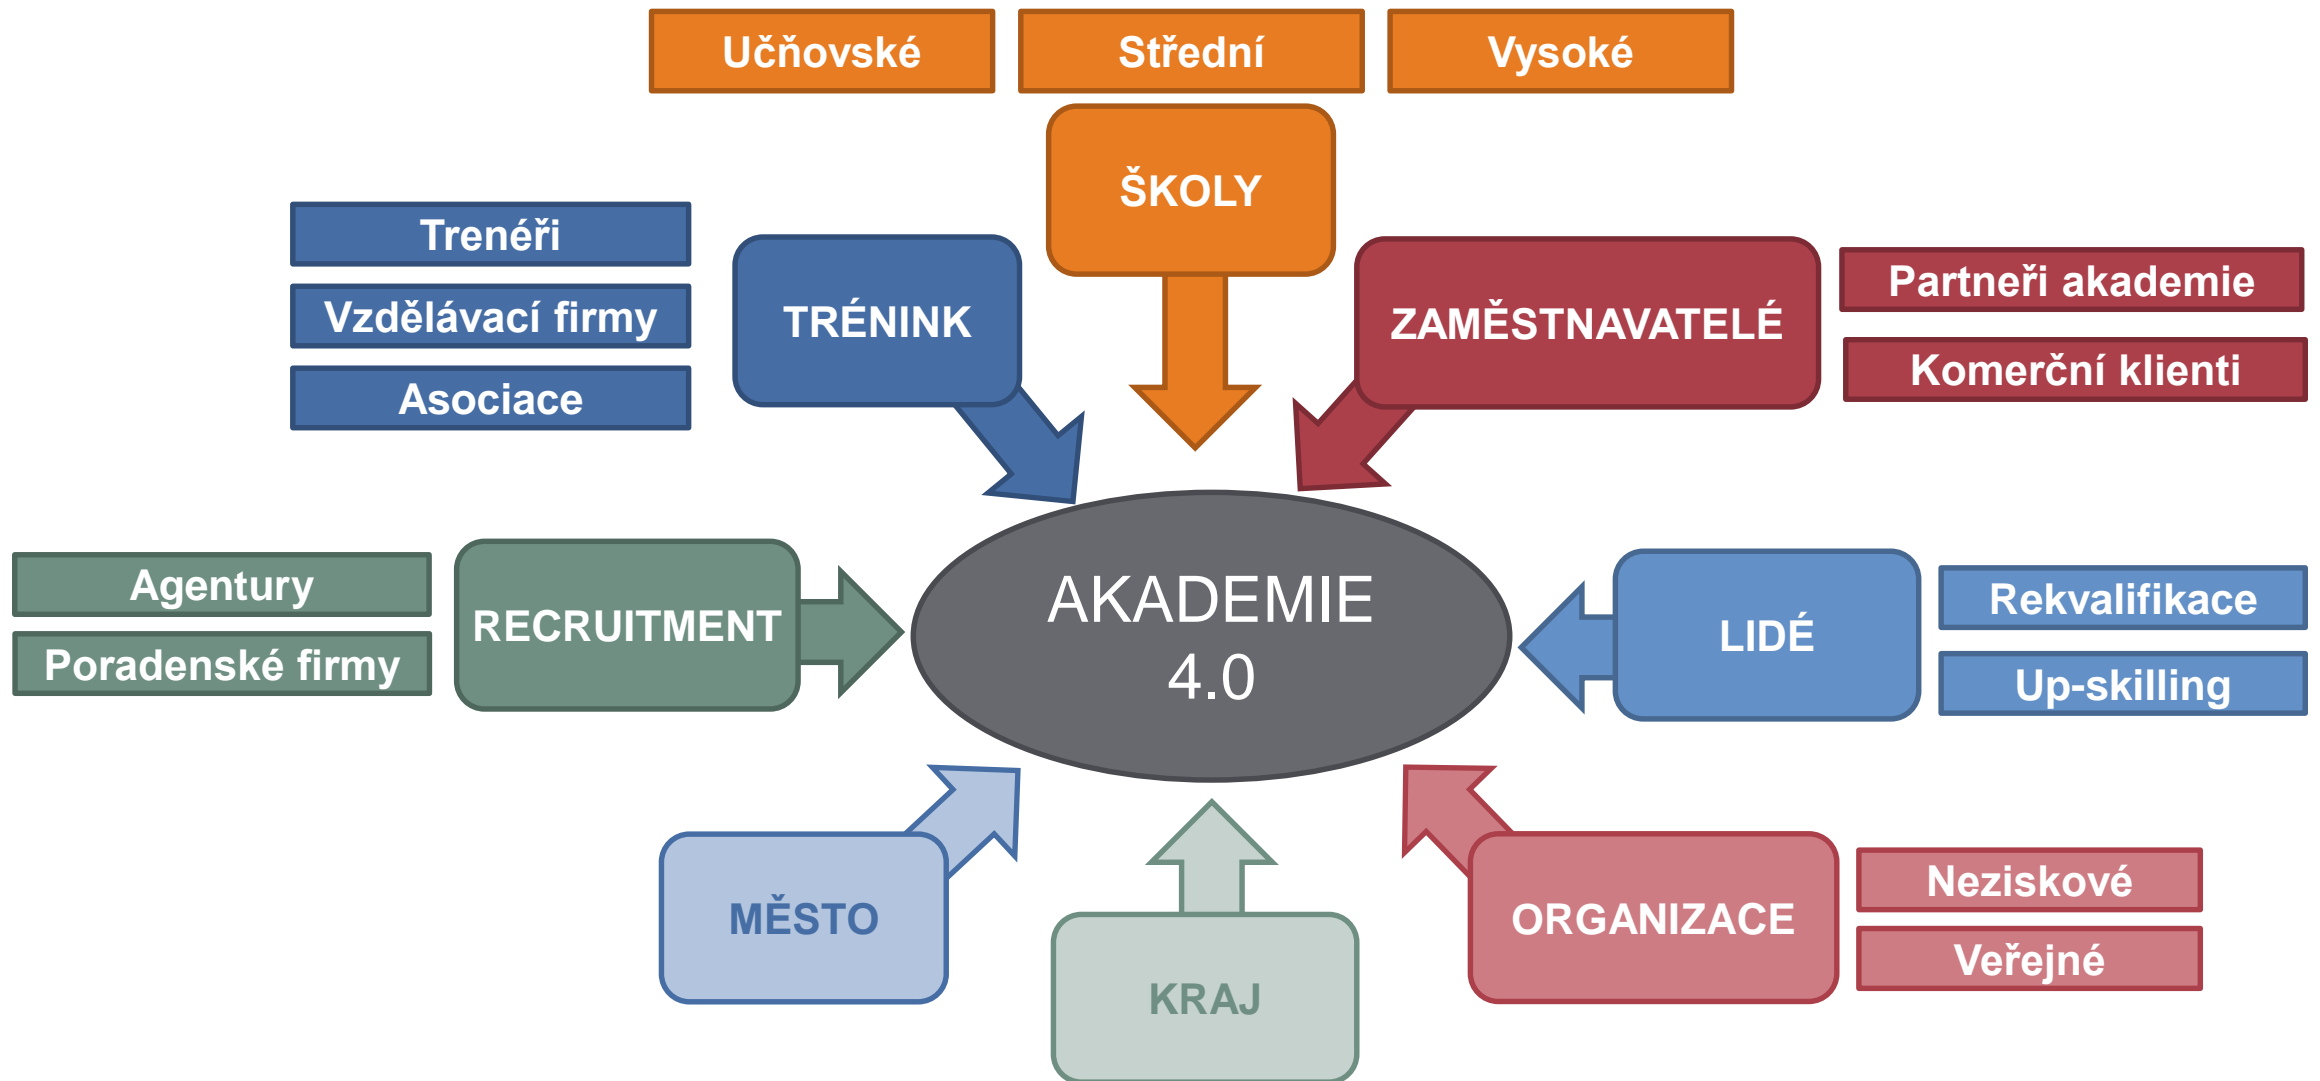 Učňovské
Střední
Vysoké
ŠKOLY
Trenéři
Vzdělávací firmy
Asociace
TRÉNINK
ZAMĚSTNAVATELÉ
Partneři akademie
Komerční klienti
Agentury
Poradenské firmy
RECRUITMENT
AKADEMIE
4.0
LIDÉ
Rekvalifikace
Up-skilling
MĚSTO
KRAJ
ORGANIZACE
Neziskové
Veřejné